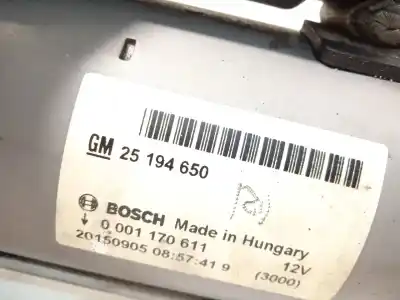 GM 25 194 650
BOSCH Made in Hungary
0 001 170 611 12V
20150905 08:57:41 9 (3000)